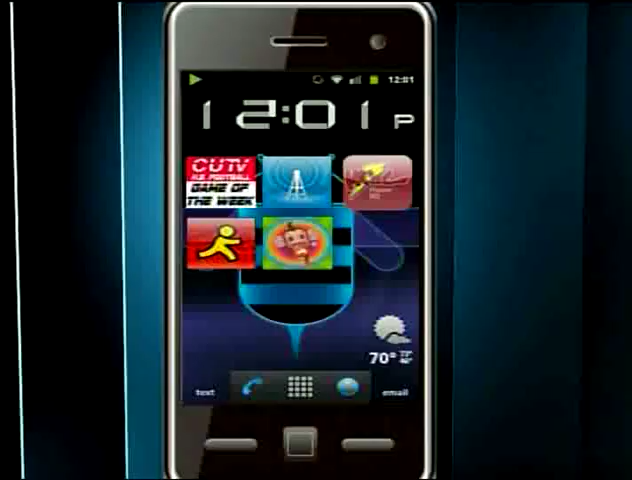 12:01
12:01 P
CUTV
GAME OF
THE WEEK
70°
text
email